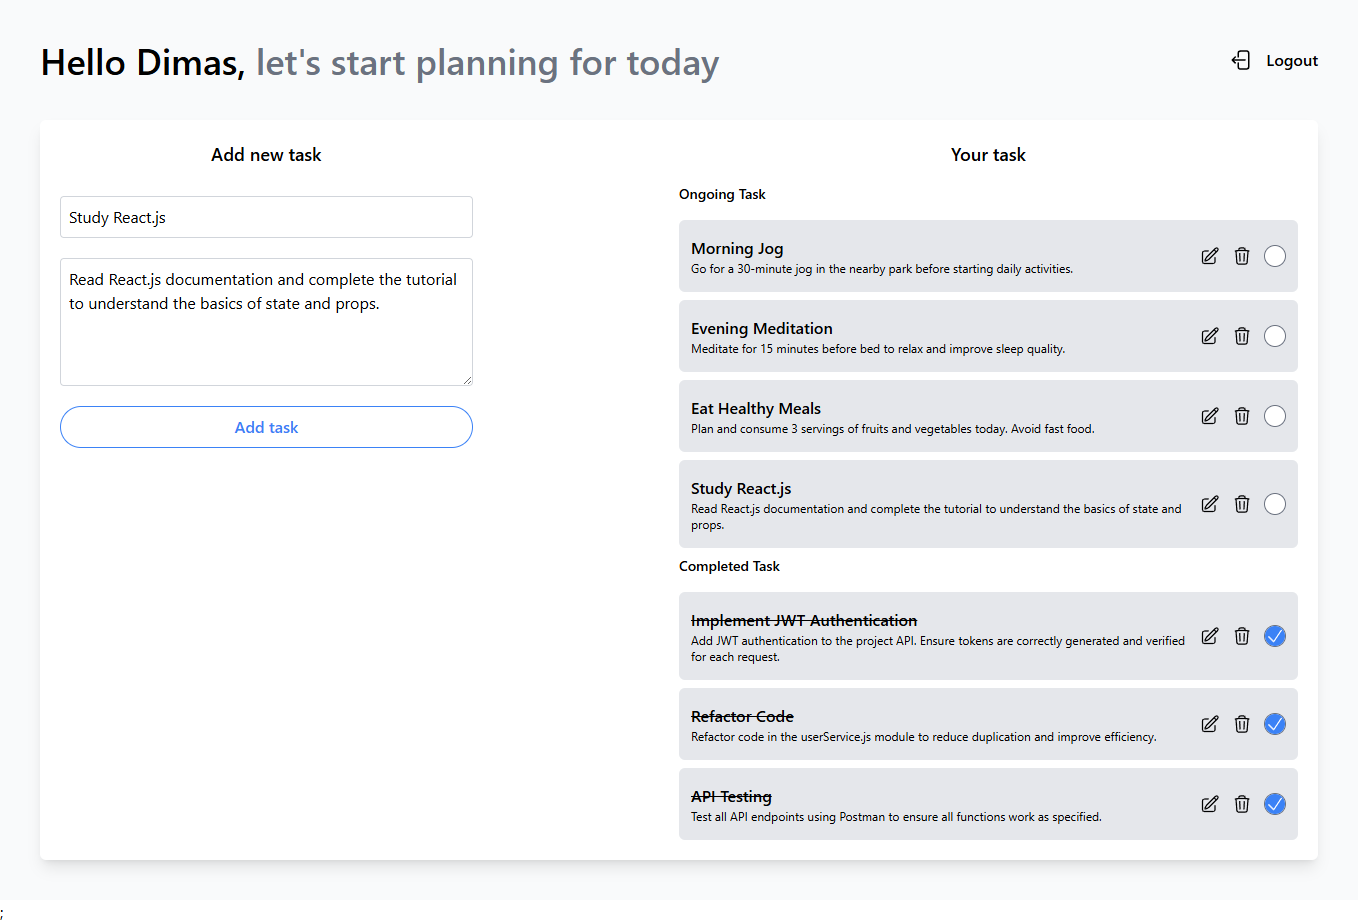 Hello Dimas, let's start planning for today
Logout
Add new task
Study React.js
Read React.js documentation and complete the tutorial
to understand the basics of state and props.
Add task
Your task
Ongoing Task
Morning Jog
Go for a 30-minute jog in the nearby park before starting daily activities.
Evening Meditation
Meditate for 15 minutes before bed to relax and improve sleep quality.
Eat Healthy Meals
Plan and consume 3 servings of fruits and vegetables today. Avoid fast food.
Study React.js
Read React.js documentation and complete the tutorial to understand the basics of state and
props.
Completed Task
Implement JWT Authentication
Add JWT authentication to the project API. Ensure tokens are correctly generated and verified
for each request.
Refactor Code
Refactor code in the userService.js module to reduce duplication and improve efficiency.
API Testing
Test all API endpoints using Postman to ensure all functions work as specified.
;